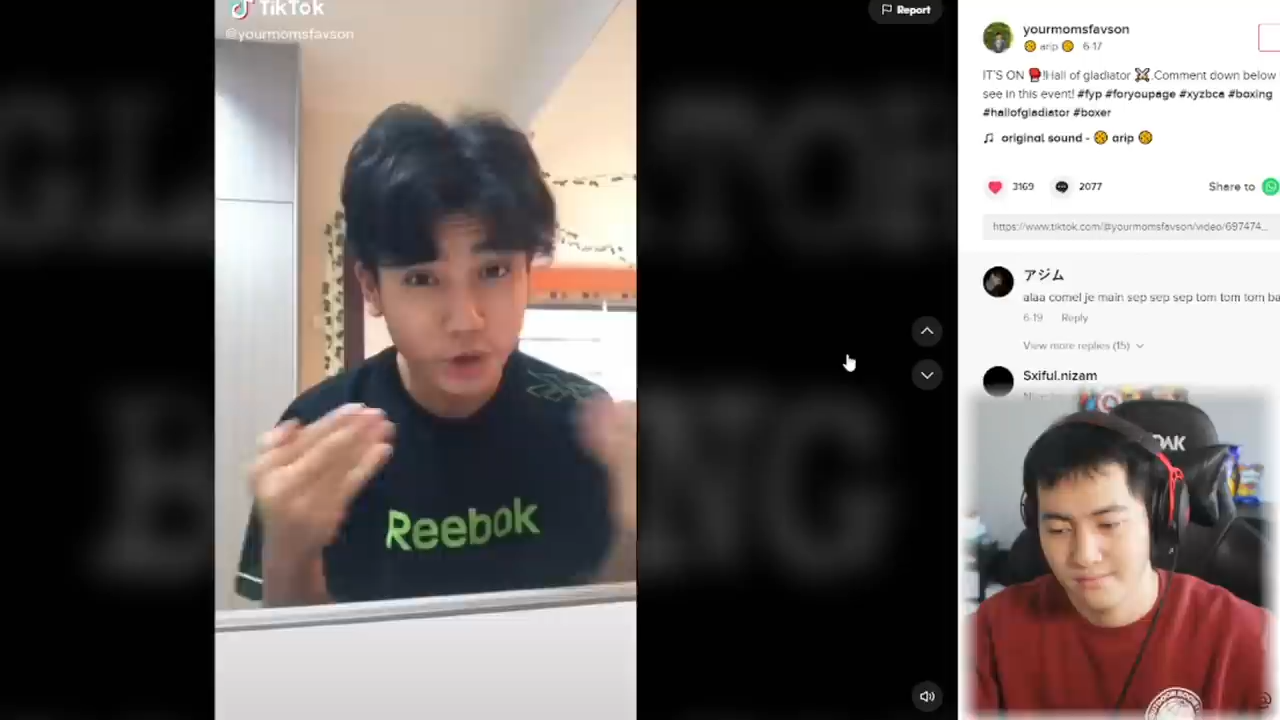 TikTok
@yourmomsfavson
Report
Reebok
yourmomsfavson
arip 6-17
IT'S ON !Hall of gladiator .Comment down below
see in this event! #fyp #foryoupage #xyzbca #boxing
#hallofgladiator #boxer
original sound - arip
3169 2077 Share to
https://www.tiktok.com/@yourmomsfavson/video/697474...
アジム
alaa comel je main sep sep sep tom tom tom ba
6-19 Reply
View more replies (15)
Sxiful.nizam